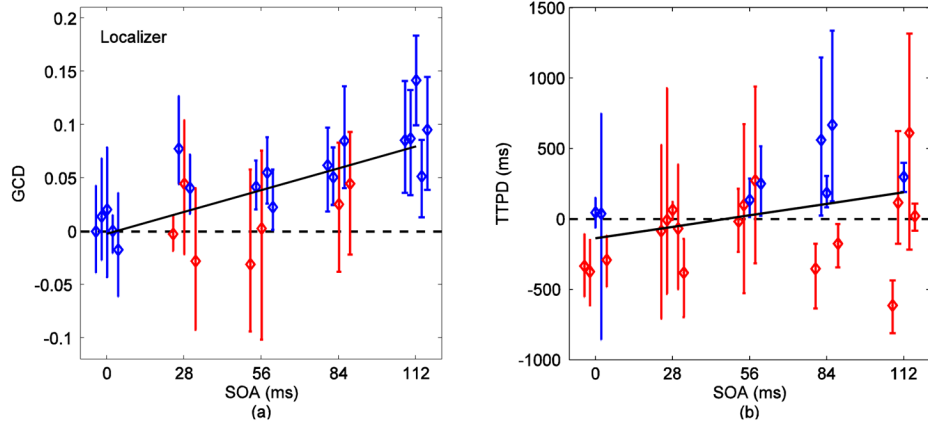 0.2
0.15
0.1
0.05
0
-0.05
-0.1
GCD
Localizer
0 28 56 84 112
SOA (ms)
(a)
1500
1000
500
0
-500
-1000
TTPD (ms)
0 28 56 84 112
SOA (ms)
(b)